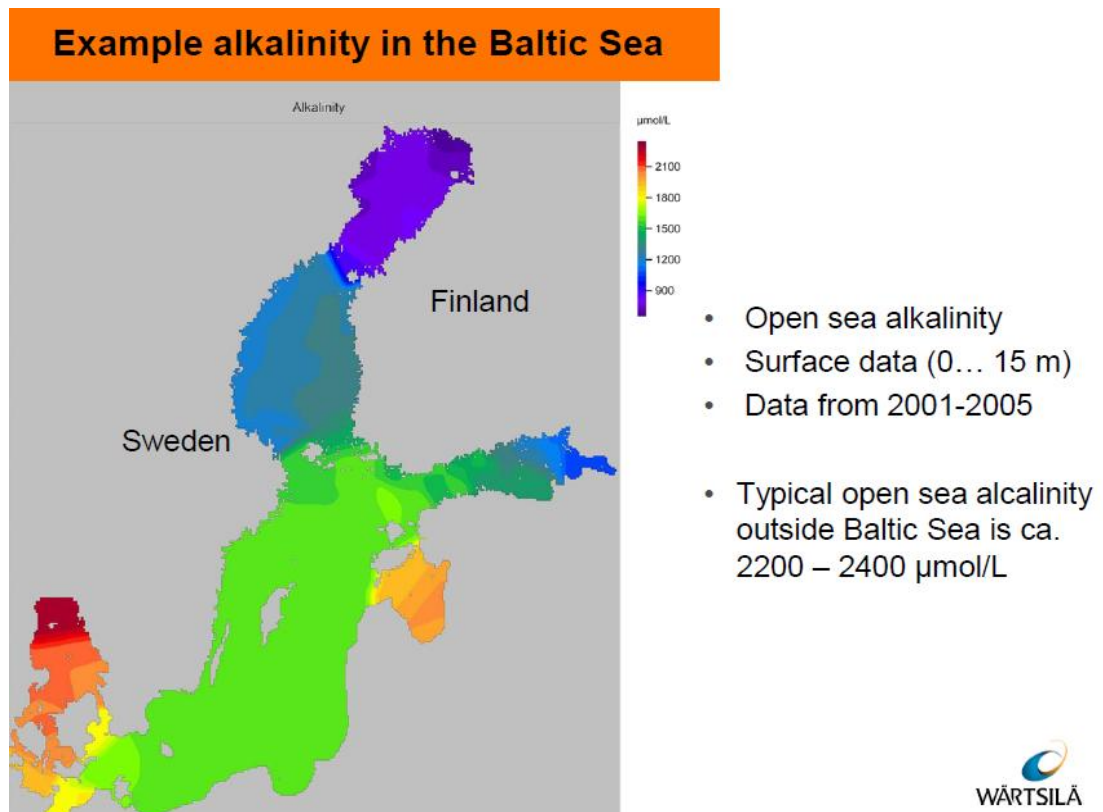 Example alkalinity in the Baltic Sea
Alkalinity
µmol/L
2100
1800
1500
1200
900
Finland
Sweden
• Open sea alkalinity
• Surface data (0… 15 m)
• Data from 2001-2005
• Typical open sea alcalinity
outside Baltic Sea is ca.
2200 – 2400 µmol/L
WÄRTSILÄ